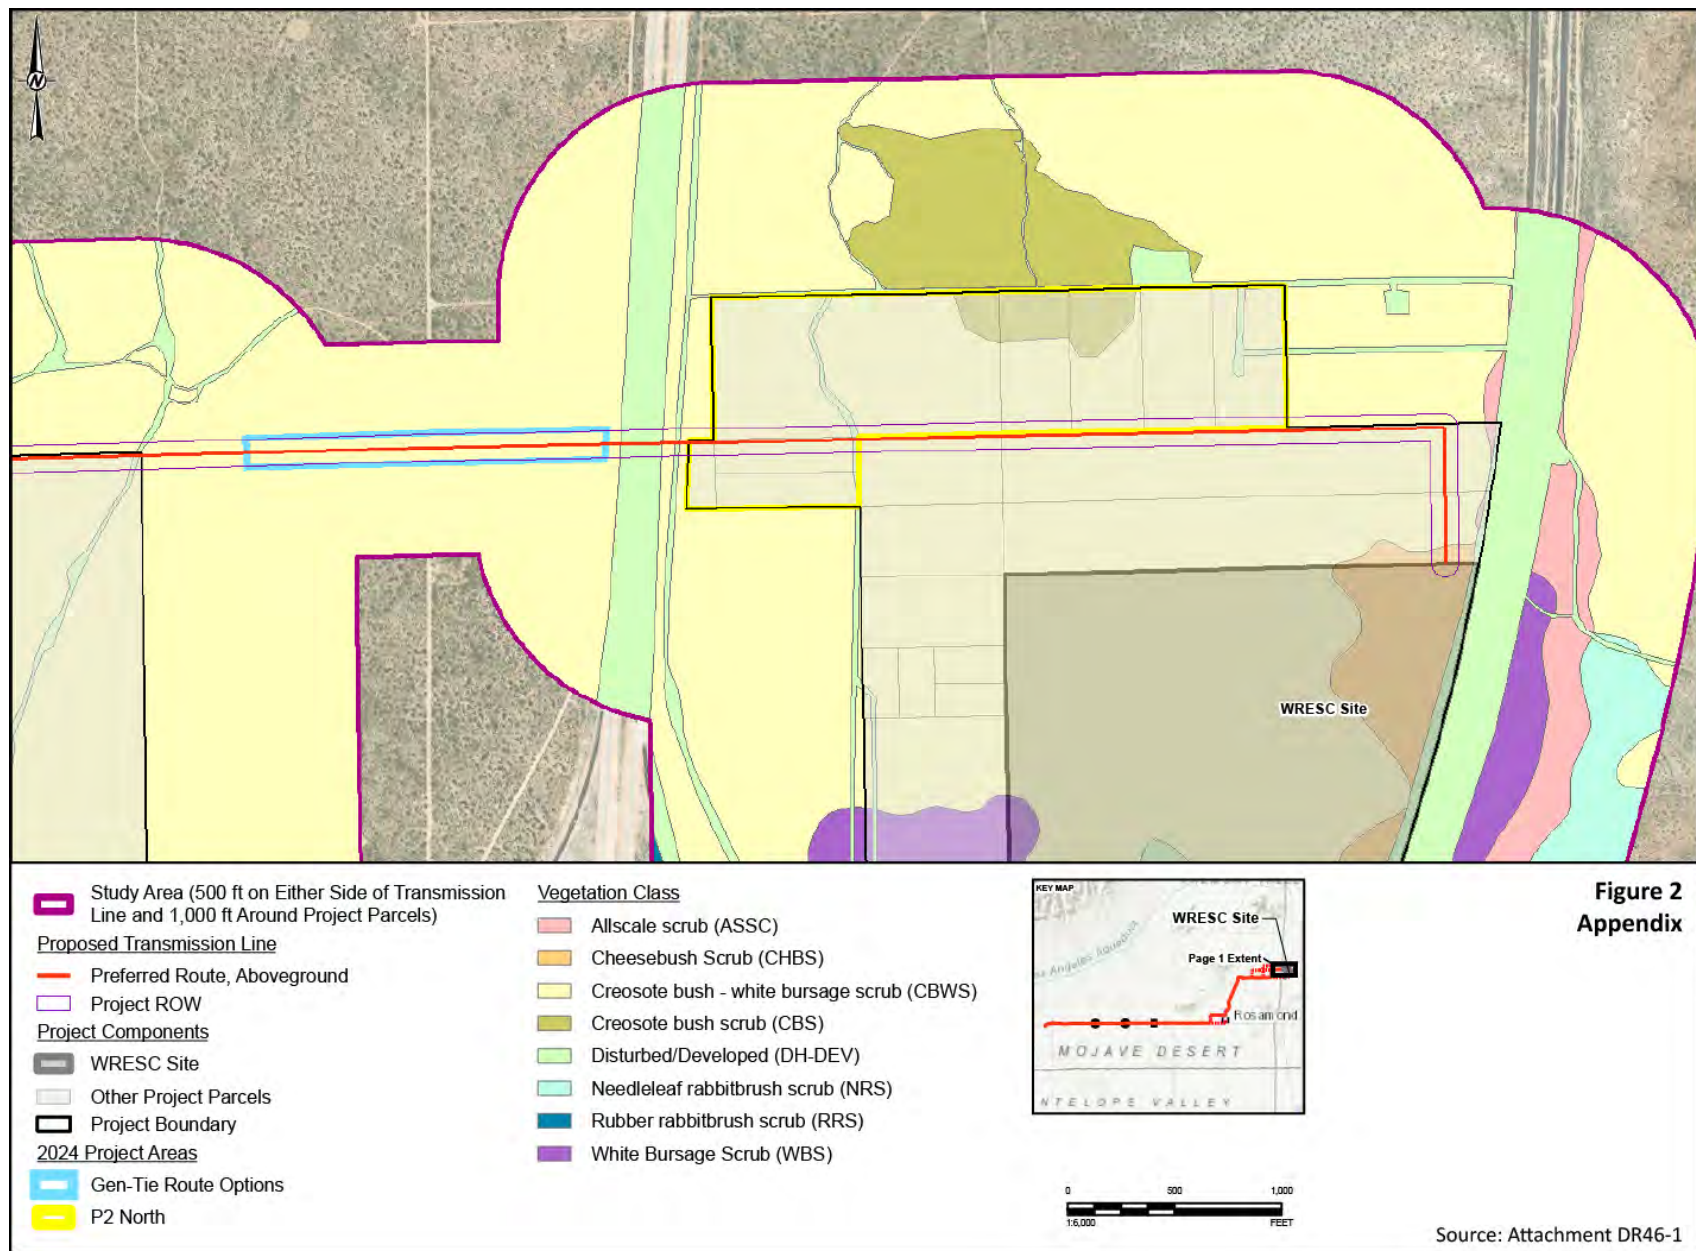 N
WRESC Site
Study Area (500 ft on Either Side of Transmission
Line and 1,000 ft Around Project Parcels)
Proposed Transmission Line
Preferred Route, Aboveground
Project ROW
Project Components
WRESC Site
Other Project Parcels
Project Boundary
2024 Project Areas
Gen-Tie Route Options
P2 North
Vegetation Class
Allscale scrub (ASSC)
Cheesebush Scrub (CHBS)
Creosote bush - white bursage scrub (CBWS)
Creosote bush scrub (CBS)
Disturbed/Developed (DH-DEV)
Needleleaf rabbitbrush scrub (NRS)
Rubber rabbitbrush scrub (RRS)
White Bursage Scrub (WBS)
KEY MAP
WRESC Site
Angeles Aqueduct
Page 1 Extent
Rosamond
MOJAVE DESERT
NTELOPE VALLEY
0 500 1,000
1:6,000 FEET
Figure 2
Appendix
Source: Attachment DR46-1